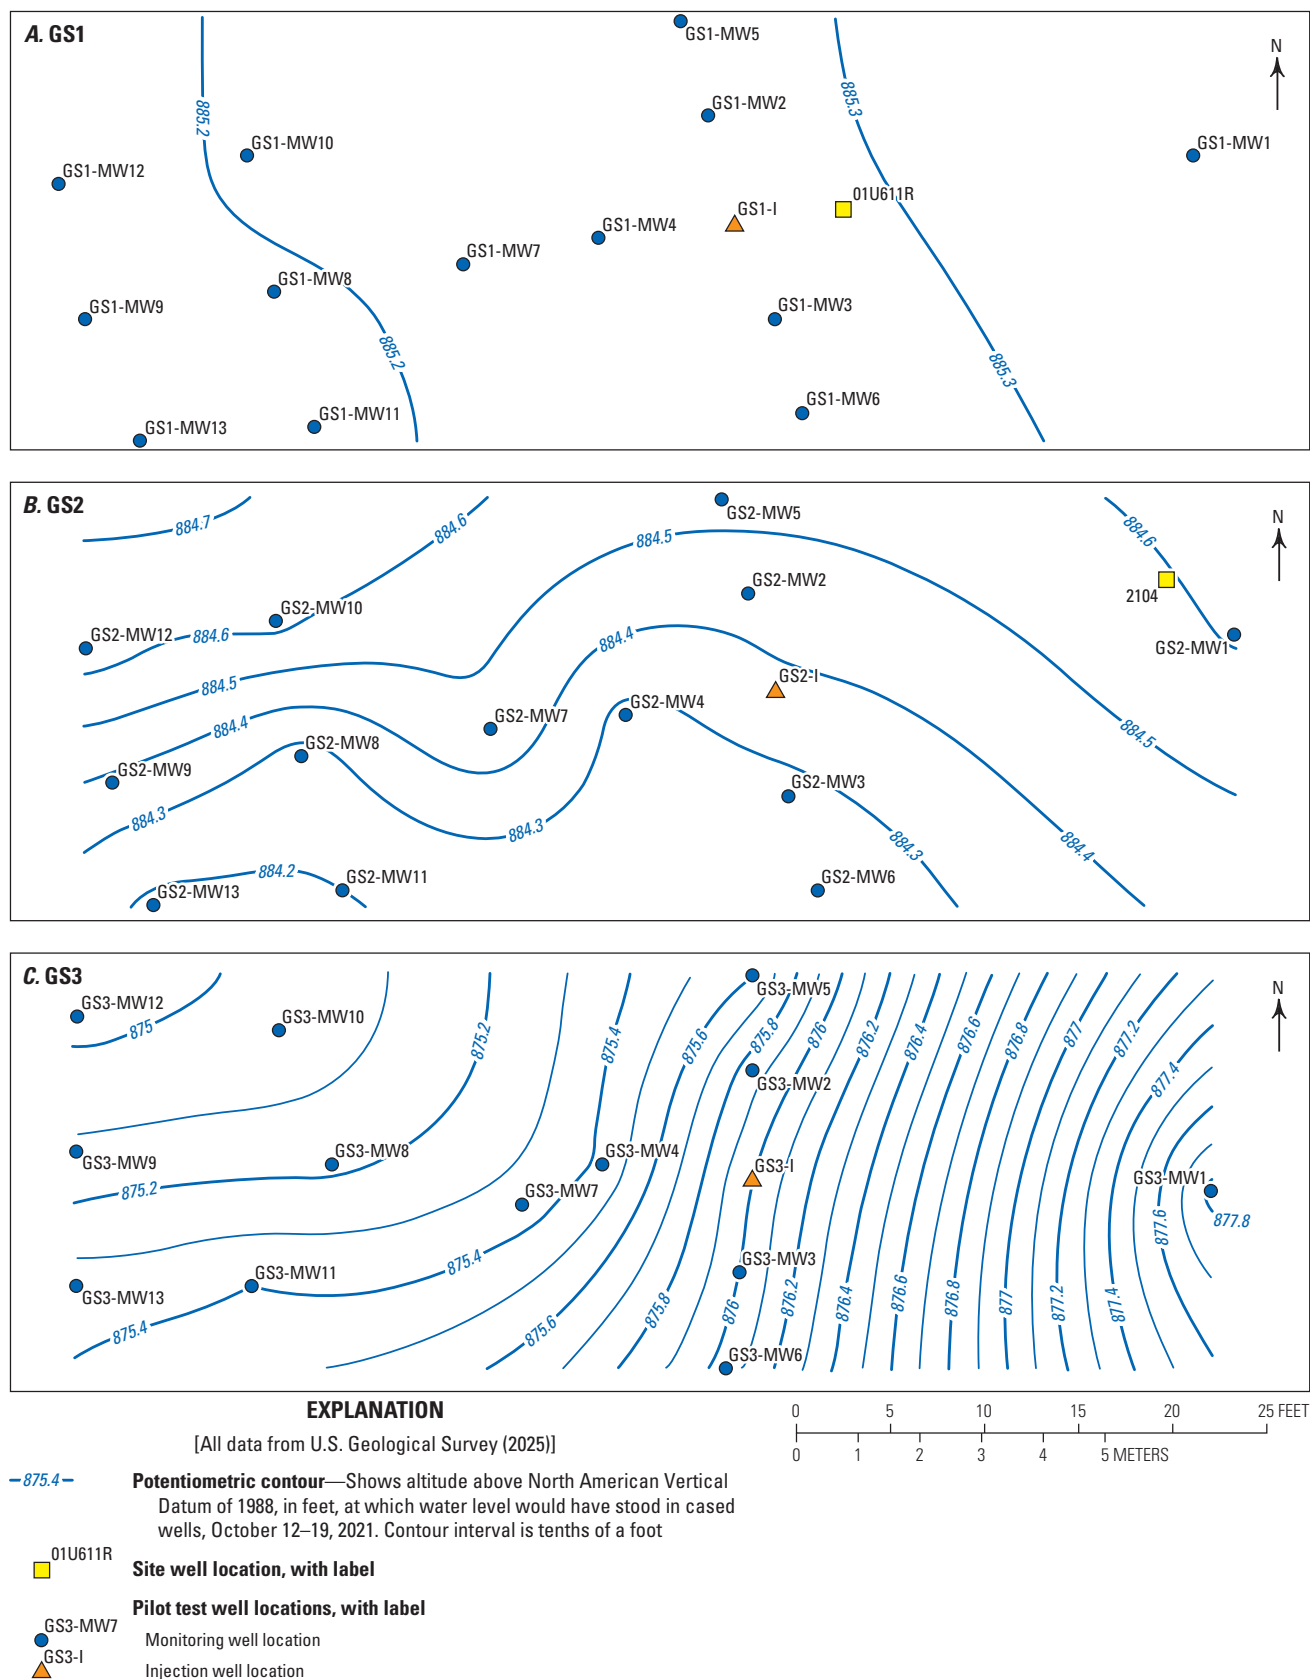 A. GS1
GS1-MW5
N
885.2
885.3
GS1-MW2
GS1-MW10
GS1-MW1
GS1-MW12
01U611R
GS1-I
GS1-MW4
GS1-MW7
GS1-MW8
GS1-MW9
GS1-MW3
885.2
885.3
GS1-MW6
GS1-MW11
GS1-MW13
B. GS2
884.7
884.6
GS2-MW5
884.6
N
884.5
GS2-MW2
2104
GS2-MW10
GS2-MW12
884.6
884.4
GS2-MW1
884.5
GS2-I
GS2-MW4
884.4
GS2-MW7
884.5
GS2-MW8
GS2-MW9
GS2-MW3
884.3
884.3
884.3
884.4
884.2
GS2-MW11
GS2-MW6
GS2-MW13
C. GS3
GS3-MW12
875
GS3-MW10
875.2
875.4
875.6
GS3-MW5
875.8
876
876.2
876.4
876.6
876.8
877
877.2
877.4
N
GS3-MW2
GS3-MW9
GS3-MW8
GS3-MW4
GS3-I
GS3-MW1
875.2
GS3-MW7
877.6
877.8
875.4
GS3-MW3
GS3-MW11
GS3-MW13
875.4
875.6
875.8
876
876.2
876.4
876.6
876.8
877
877.2
877.4
GS3-MW6
EXPLANATION
[All data from U.S. Geological Survey (2025)]
0 5 10 15 20 25 FEET
0 1 2 3 4 5 METERS
875.4
Potentiometric contour—Shows altitude above North American Vertical
Datum of 1988, in feet, at which water level would have stood in cased
wells, October 12–19, 2021. Contour interval is tenths of a foot
01U611R
Site well location, with label
Pilot test well locations, with label
GS3-MW7
Monitoring well location
GS3-I
Injection well location